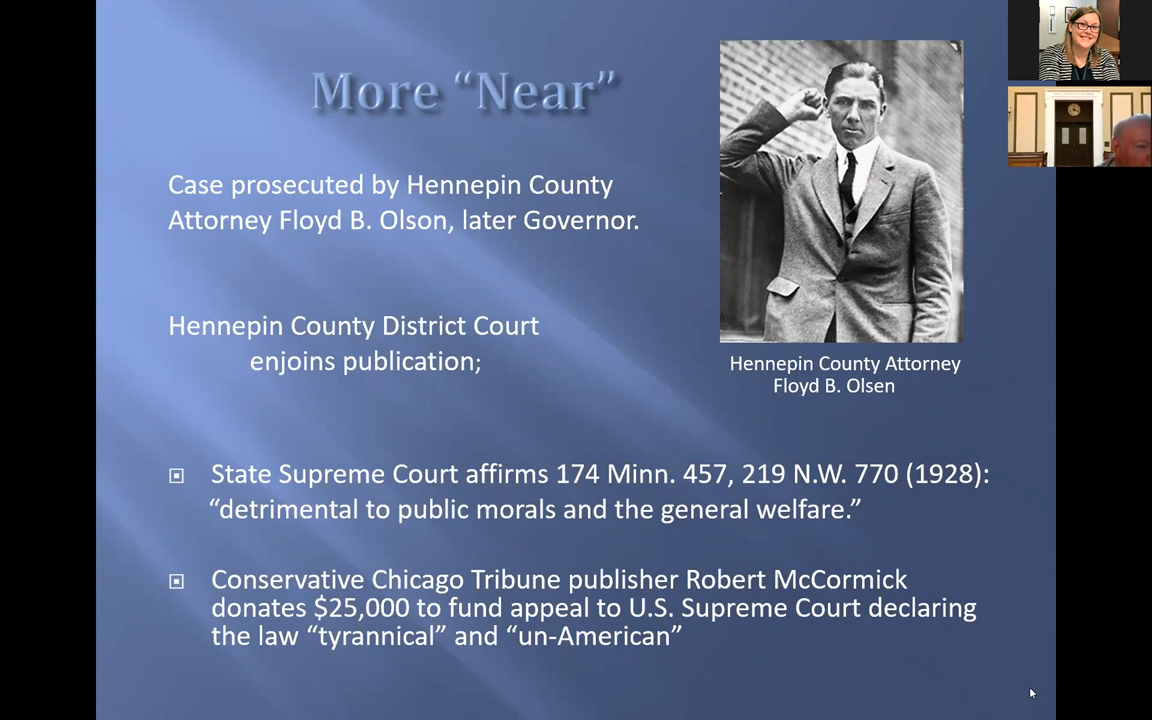 More “Near”
Case prosecuted by Hennepin County
Attorney Floyd B. Olson, later Governor.
Hennepin County District Court
enjoins publication;
Hennepin County Attorney
Floyd B. Olsen
State Supreme Court affirms 174 Minn. 457, 219 N.W. 770 (1928):
“detrimental to public morals and the general welfare.”
Conservative Chicago Tribune publisher Robert McCormick
donates $25,000 to fund appeal to U.S. Supreme Court declaring
the law “tyrannical” and “un-American”